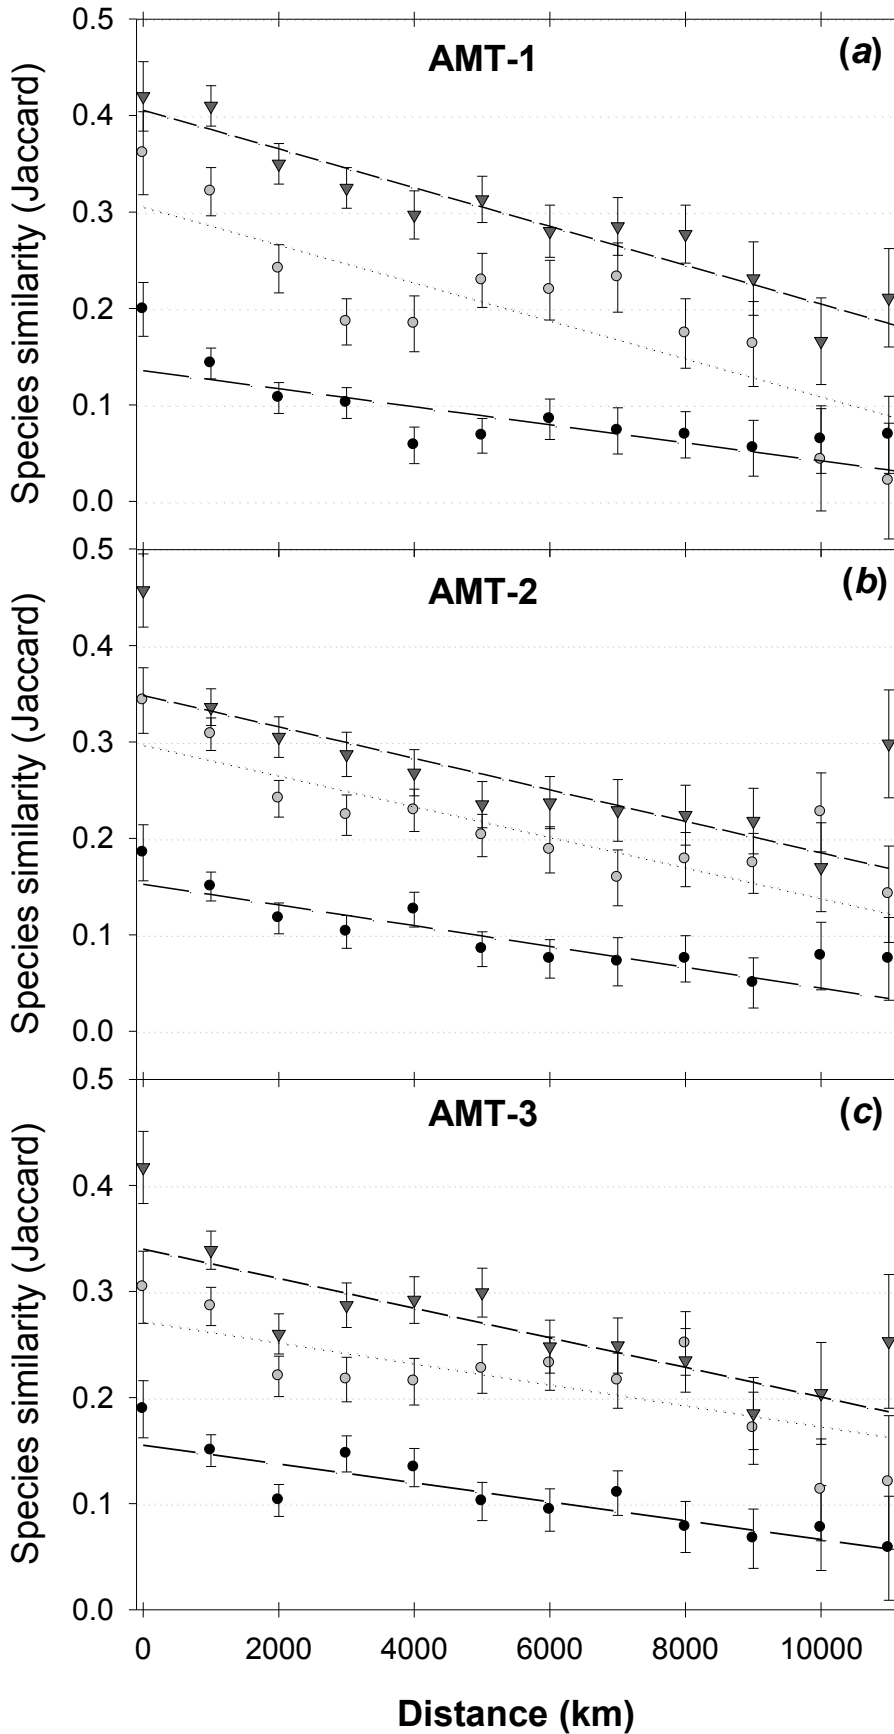 0.5
AMT-1
(a)
0.4
0.3
0.2
0.1
0.0
Species similarity (Jaccard)
0.5
AMT-2
(b)
0.4
0.3
0.2
0.1
0.0
Species similarity (Jaccard)
0.5
AMT-3
(c)
0.4
0.3
0.2
0.1
0.0
Species similarity (Jaccard)
0 2000 4000 6000 8000 10000
Distance (km)